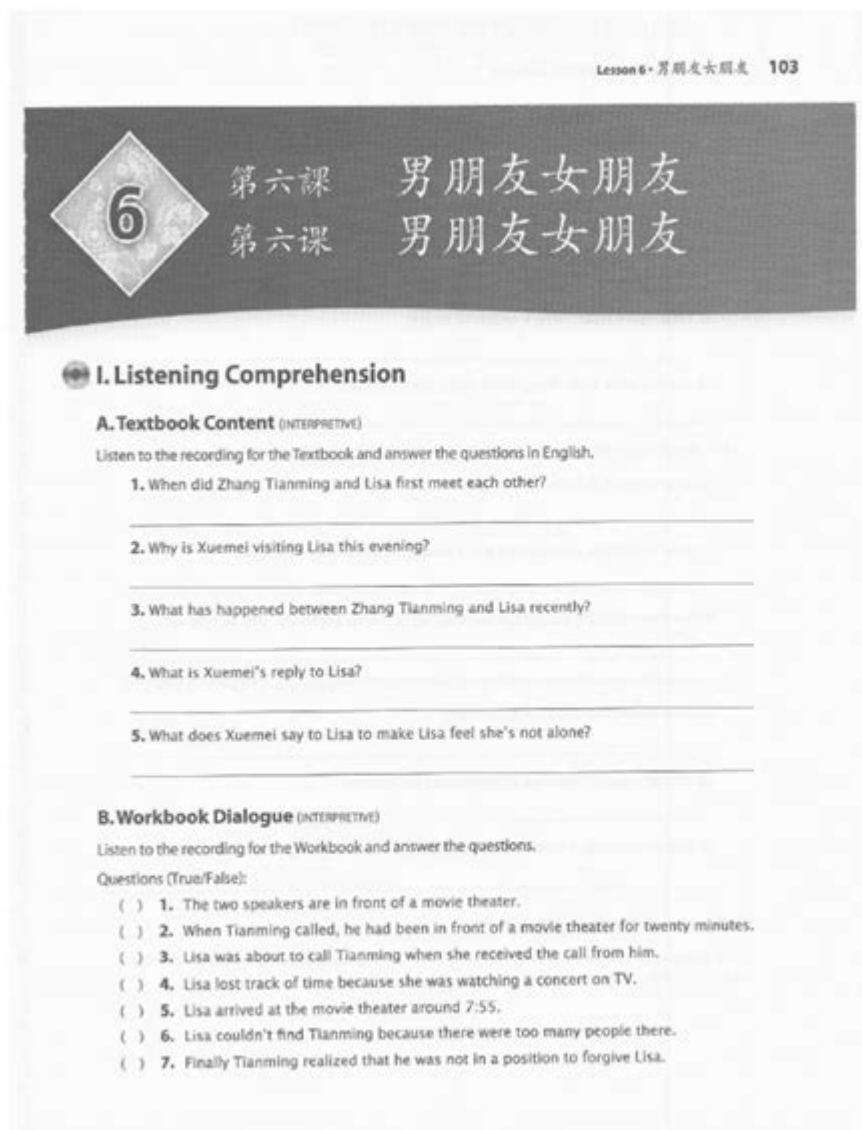 Lesson 6 • 男朋友女朋友 103
6
第六課 男朋友女朋友
第六课 男朋友女朋友
I. Listening Comprehension
A. Textbook Content (INTERPRETIVE)
Listen to the recording for the Textbook and answer the questions in English.
1. When did Zhang Tianming and Lisa first meet each other?
2. Why is Xuemei visiting Lisa this evening?
3. What has happened between Zhang Tianming and Lisa recently?
4. What is Xuemei's reply to Lisa?
5. What does Xuemei say to Lisa to make Lisa feel she's not alone?
B. Workbook Dialogue (INTERPRETIVE)
Listen to the recording for the Workbook and answer the questions.
Questions (True/False):
( ) 1. The two speakers are in front of a movie theater.
( ) 2. When Tianming called, he had been in front of a movie theater for twenty minutes.
( ) 3. Lisa was about to call Tianming when she received the call from him.
( ) 4. Lisa lost track of time because she was watching a concert on TV.
( ) 5. Lisa arrived at the movie theater around 7:55.
( ) 6. Lisa couldn't find Tianming because there were too many people there.
( ) 7. Finally Tianming realized that he was not in a position to forgive Lisa.